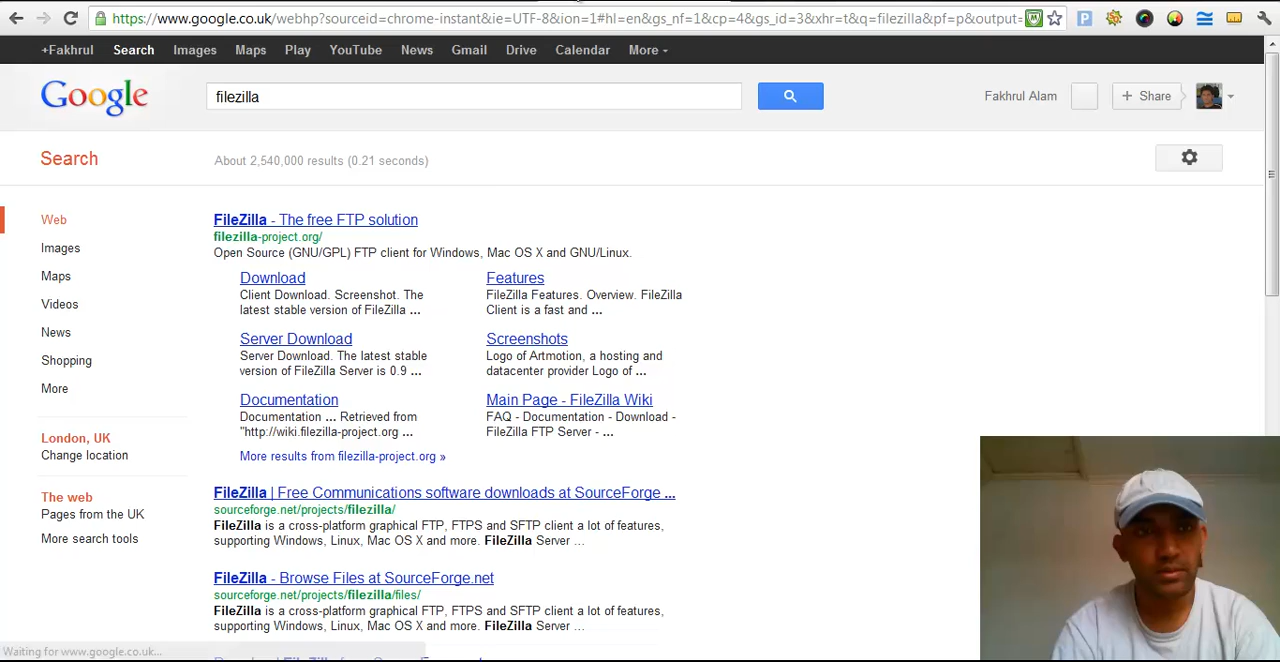 https://www.google.co.uk/webhp?sourceid=chrome-instant&ie=UTF-8&ion=1#hl=en&gs_nf=1&cp=4&gs_id=3&xhr=t&q=filezilla&pf=p&output=
+Fakhrul Search Images Maps Play YouTube News Gmail Drive Calendar More
Google
filezilla
Fakhrul Alam
+ Share
Search
About 2,540,000 results (0.21 seconds)
Web
Images
Maps
Videos
News
Shopping
More
London, UK
Change location
The web
Pages from the UK
More search tools
FileZilla - The free FTP solution
filezilla-project.org/
Open Source (GNU/GPL) FTP client for Windows, Mac OS X and GNU/Linux.
Download
Client Download. Screenshot. The
latest stable version of FileZilla ...
Features
FileZilla Features. Overview. FileZilla
Client is a fast and ...
Server Download
Server Download. The latest stable
version of FileZilla Server is 0.9 ...
Screenshots
Logo of Artmotion, a hosting and
datacenter provider Logo of ...
Documentation
Documentation ... Retrieved from
"http://wiki.filezilla-project.org ...
Main Page - FileZilla Wiki
FAQ - Documentation - Download -
FileZilla FTP Server - ...
More results from filezilla-project.org »
FileZilla | Free Communications software downloads at SourceForge ...
sourceforge.net/projects/filezilla/
FileZilla is a cross-platform graphical FTP, FTPS and SFTP client a lot of features,
supporting Windows, Linux, Mac OS X and more. FileZilla Server ...
FileZilla - Browse Files at SourceForge.net
sourceforge.net/projects/filezilla/files/
FileZilla is a cross-platform graphical FTP, FTPS and SFTP client a lot of features,
supporting Windows, Linux, Mac OS X and more. FileZilla Server ...
Waiting for www.google.co.uk...